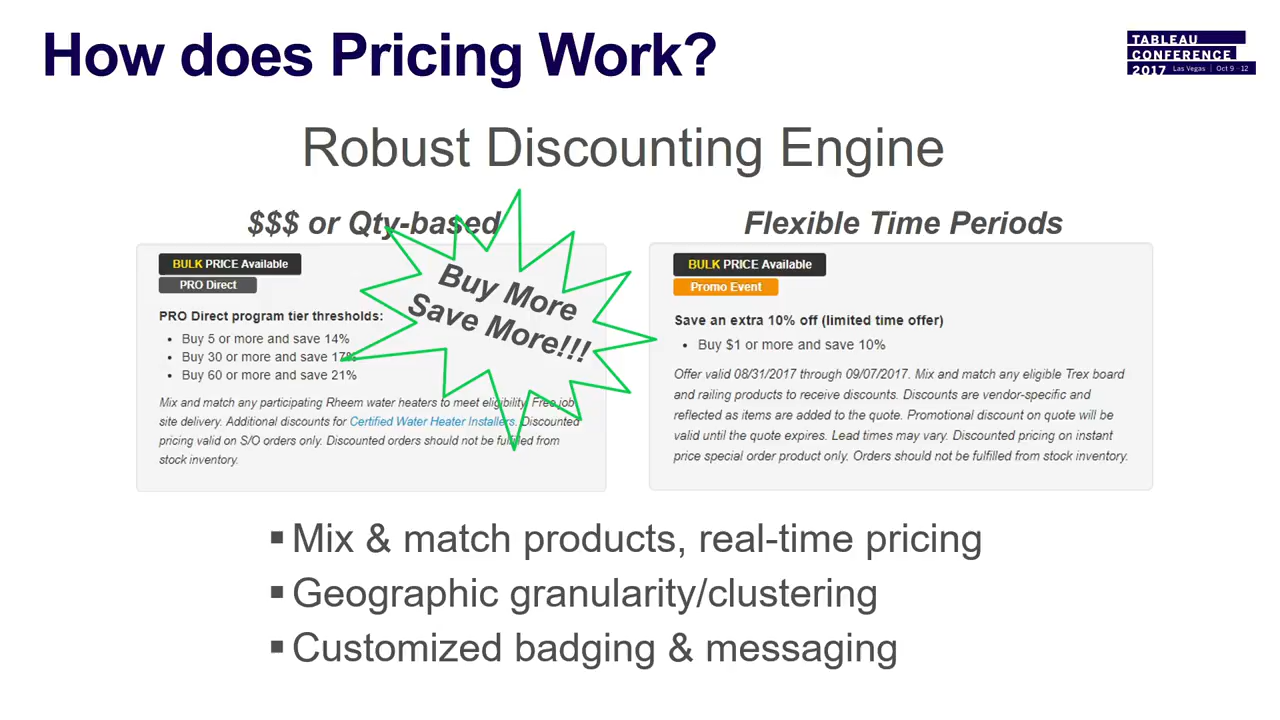 How does Pricing Work?
TABLEAU
CONFERENCE
2017 Las Vegas | Oct 9 - 12
Robust Discounting Engine
$$$ or Qty-based
BULK PRICE Available
PRO Direct
PRO Direct program tier thresholds:
• Buy 5 or more and save 14%
• Buy 30 or more and save 17%
• Buy 60 or more and save 21%
Mix and match any participating Rheem water heaters to meet eligibility. Free job
site delivery. Additional discounts for Certified Water Heater Installers. Discounted
pricing valid on S/O orders only. Discounted orders should not be fulfilled from
stock inventory.
Buy More
Save More!!!
Flexible Time Periods
BULK PRICE Available
Promo Event
Save an extra 10% off (limited time offer)
• Buy $1 or more and save 10%
Offer valid 08/31/2017 through 09/07/2017. Mix and match any eligible Trex board
and railing products to receive discounts. Discounts are vendor-specific and
reflected as items are added to the quote. Promotional discount on quote will be
valid until the quote expires. Lead times may vary. Discounted pricing on instant
price special order product only. Orders should not be fulfilled from stock inventory.
▪ Mix & match products, real-time pricing
▪ Geographic granularity/clustering
▪ Customized badging & messaging